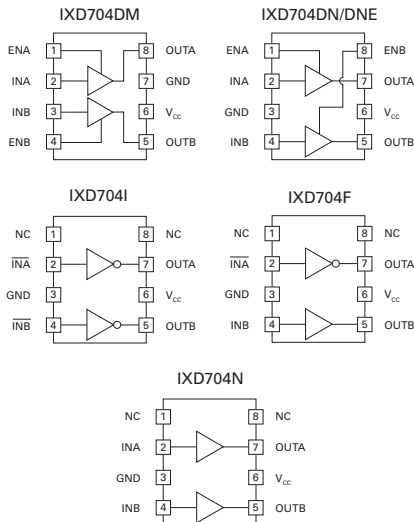 IXD704DM
ENA 1 8 OUTA
INA 2 7 GND
INB 3 6 Vcc
ENB 4 5 OUTB
IXD704DN/DNE
ENA 1 8 ENB
INA 2 7 OUTA
GND 3 6 Vcc
INB 4 5 OUTB
IXD704I
NC 1 8 NC
INA 2 7 OUTA
GND 3 6 Vcc
INB 4 5 OUTB
IXD704F
NC 1 8 NC
INA 2 7 OUTA
GND 3 6 Vcc
INB 4 5 OUTB
IXD704N
NC 1 8 NC
INA 2 7 OUTA
GND 3 6 Vcc
INB 4 5 OUTB